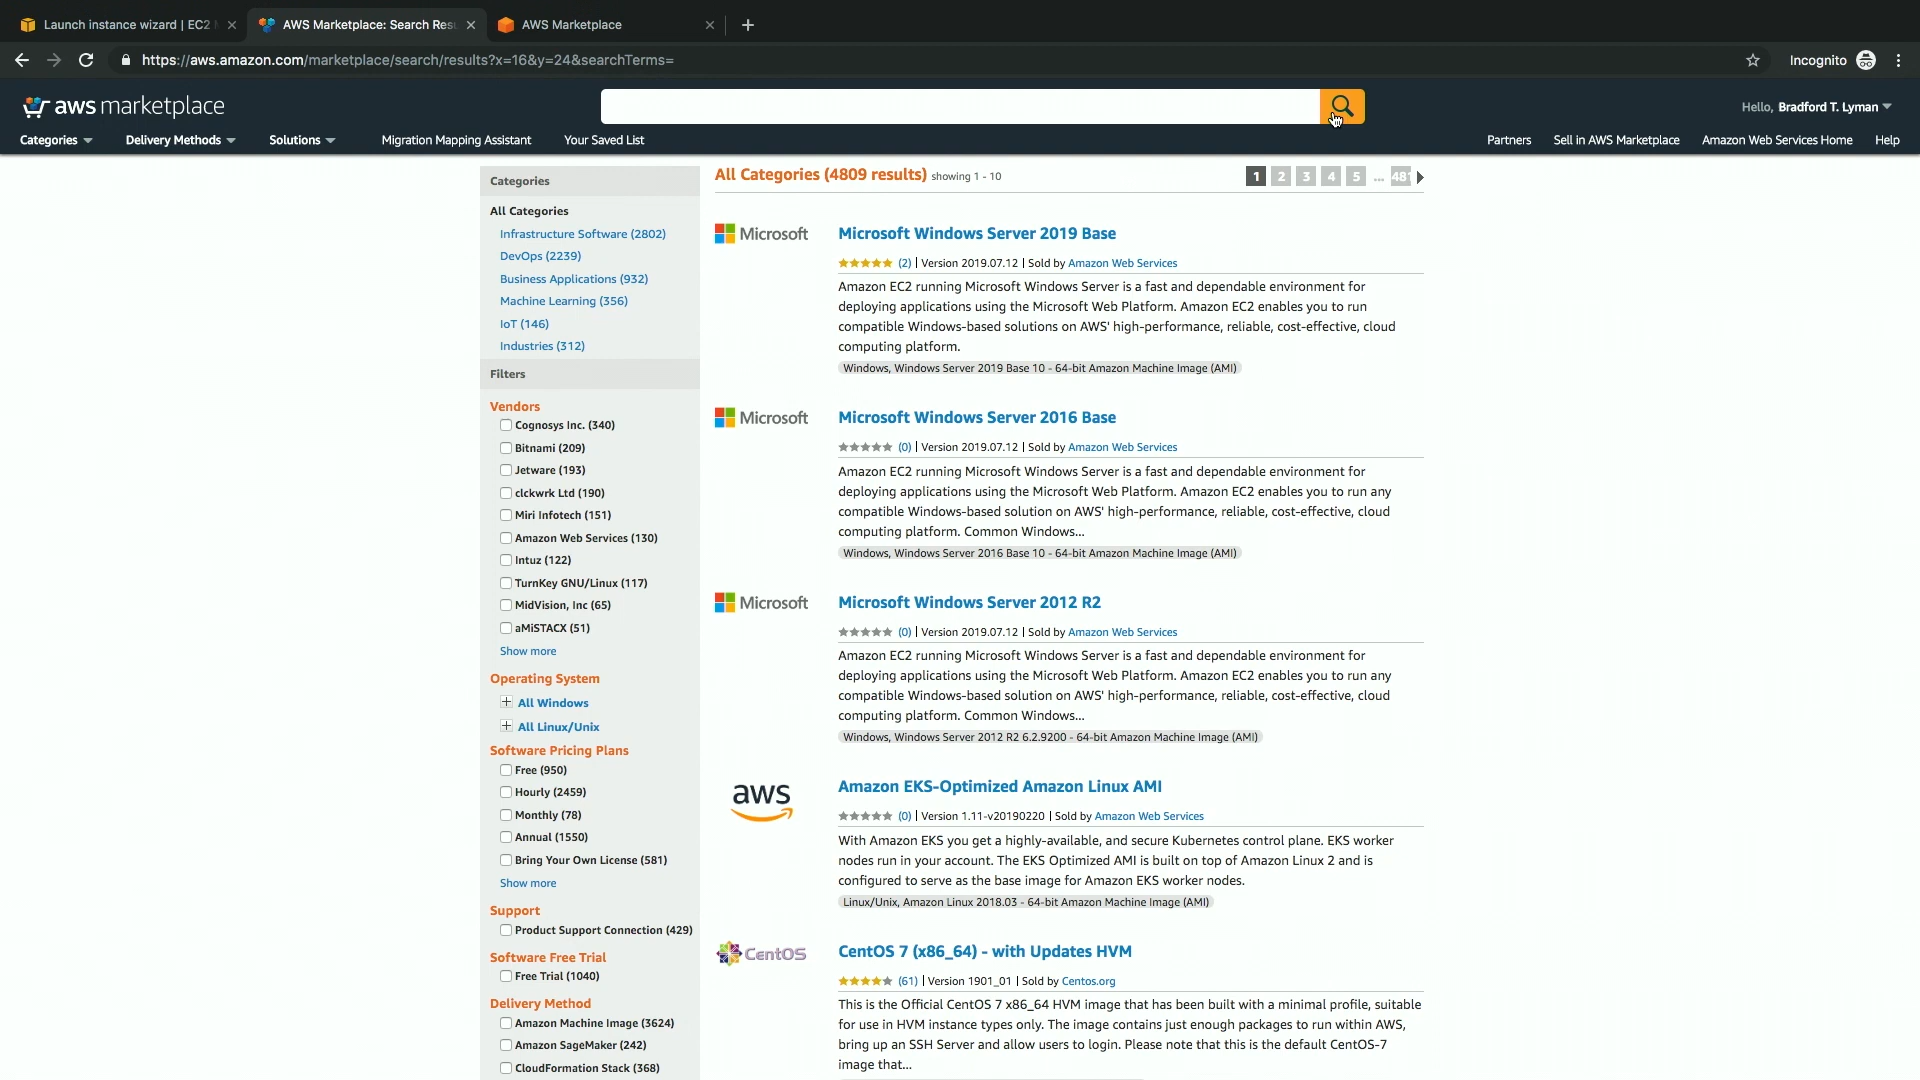 Launch instance wizard | EC2
AWS Marketplace: Search Res
AWS Marketplace
https://aws.amazon.com/marketplace/search/results?x=16&y=24&searchTerms=
Incognito
aws marketplace
Hello, Bradford T. Lyman
Categories
Delivery Methods
Solutions
Migration Mapping Assistant
Your Saved List
Partners
Sell in AWS Marketplace
Amazon Web Services Home
Help
Categories
All Categories
Infrastructure Software (2802)
DevOps (2239)
Business Applications (932)
Machine Learning (356)
IoT (146)
Industries (312)
Filters
Vendors
Cognosys Inc. (340)
Bitnami (209)
Jetware (193)
clckwrk Ltd (190)
Miri Infotech (151)
Amazon Web Services (130)
Intuz (122)
TurnKey GNU/Linux (117)
MidVision, Inc (65)
aMiSTACX (51)
Show more
Operating System
All Windows
All Linux/Unix
Software Pricing Plans
Free (950)
Hourly (2459)
Monthly (78)
Annual (1550)
Bring Your Own License (581)
Show more
Support
Product Support Connection (429)
Software Free Trial
Free Trial (1040)
Delivery Method
Amazon Machine Image (3624)
Amazon SageMaker (242)
CloudFormation Stack (368)
All Categories (4809 results) showing 1 - 10
1 2 3 4 5 ... 481
Microsoft
Microsoft Windows Server 2019 Base
(2) | Version 2019.07.12 | Sold by Amazon Web Services
Amazon EC2 running Microsoft Windows Server is a fast and dependable environment for
deploying applications using the Microsoft Web Platform. Amazon EC2 enables you to run
compatible Windows-based solutions on AWS' high-performance, reliable, cost-effective, cloud
computing platform.
Windows, Windows Server 2019 Base 10 - 64-bit Amazon Machine Image (AMI)
Microsoft
Microsoft Windows Server 2016 Base
(0) | Version 2019.07.12 | Sold by Amazon Web Services
Amazon EC2 running Microsoft Windows Server is a fast and dependable environment for
deploying applications using the Microsoft Web Platform. Amazon EC2 enables you to run any
compatible Windows-based solution on AWS' high-performance, reliable, cost-effective, cloud
computing platform. Common Windows...
Windows, Windows Server 2016 Base 10 - 64-bit Amazon Machine Image (AMI)
Microsoft
Microsoft Windows Server 2012 R2
(0) | Version 2019.07.12 | Sold by Amazon Web Services
Amazon EC2 running Microsoft Windows Server is a fast and dependable environment for
deploying applications using the Microsoft Web Platform. Amazon EC2 enables you to run any
compatible Windows-based solution on AWS' high-performance, reliable, cost-effective, cloud
computing platform. Common Windows...
Windows, Windows Server 2012 R2 6.2.9200 - 64-bit Amazon Machine Image (AMI)
aws
Amazon EKS-Optimized Amazon Linux AMI
(0) | Version 1.11-v20190220 | Sold by Amazon Web Services
With Amazon EKS you get a highly-available, and secure Kubernetes control plane. EKS worker
nodes run in your account. The EKS Optimized AMI is built on top of Amazon Linux 2 and is
configured to serve as the base image for Amazon EKS worker nodes.
Linux/Unix, Amazon Linux 2018.03 - 64-bit Amazon Machine Image (AMI)
CentOS
CentOS 7 (x86_64) - with Updates HVM
(61) | Version 1901_01 | Sold by Centos.org
This is the Official CentOS 7 x86_64 HVM image that has been built with a minimal profile, suitable
for use in HVM instance types only. The image contains just enough packages to run within AWS,
bring up an SSH Server and allow users to login. Please note that this is the default CentOS-7
image that...